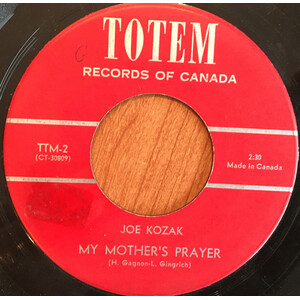 TOTEM
RECORDS OF CANADA
TTM-2
(CT-30809)
2:30
Made in Canada
JOE KOZAK
MY MOTHER'S PRAYER
(H. Gagnon-L. Gingrich)